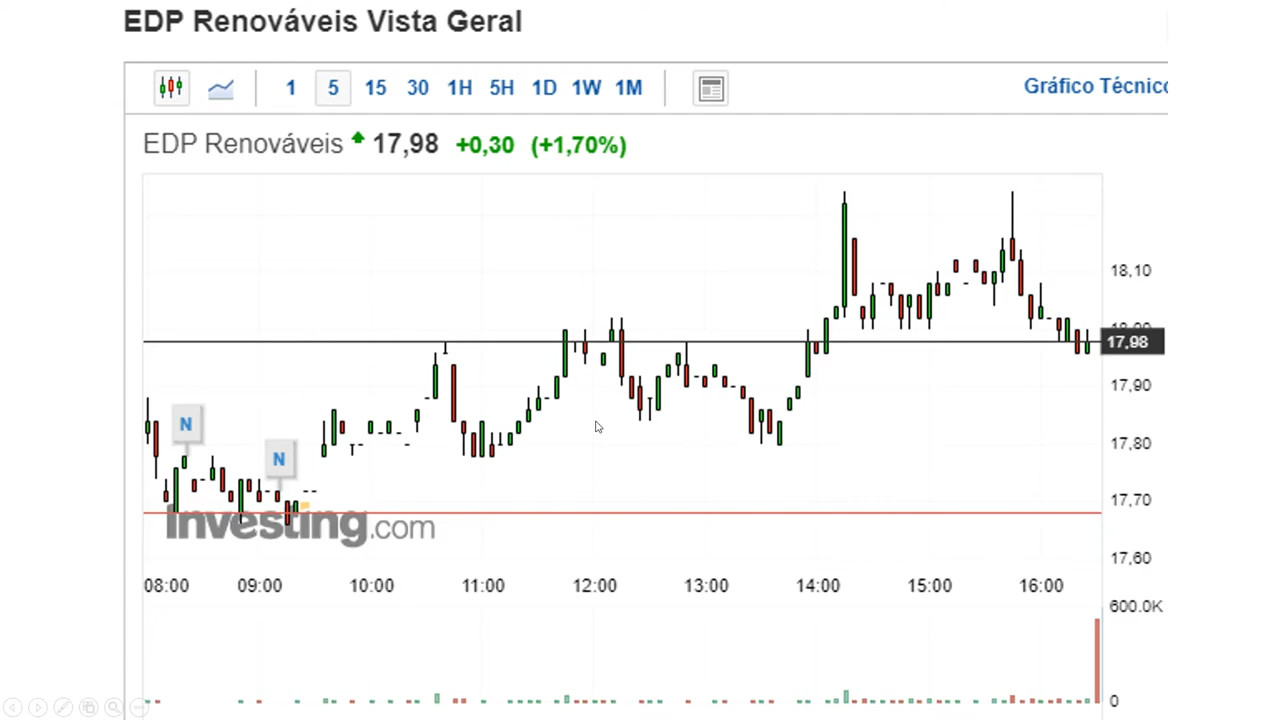 EDP Renováveis Vista Geral
1 5 15 30 1H 5H 1D 1W 1M Gráfico Técnico
EDP Renováveis 17,98 +0,30 (+1,70%)
18,10
18,00
17,98
17,90
N
17,80
N
17,70
Investing.com
17,60
08:00 09:00 10:00 11:00 12:00 13:00 14:00 15:00 16:00
600.0K
0